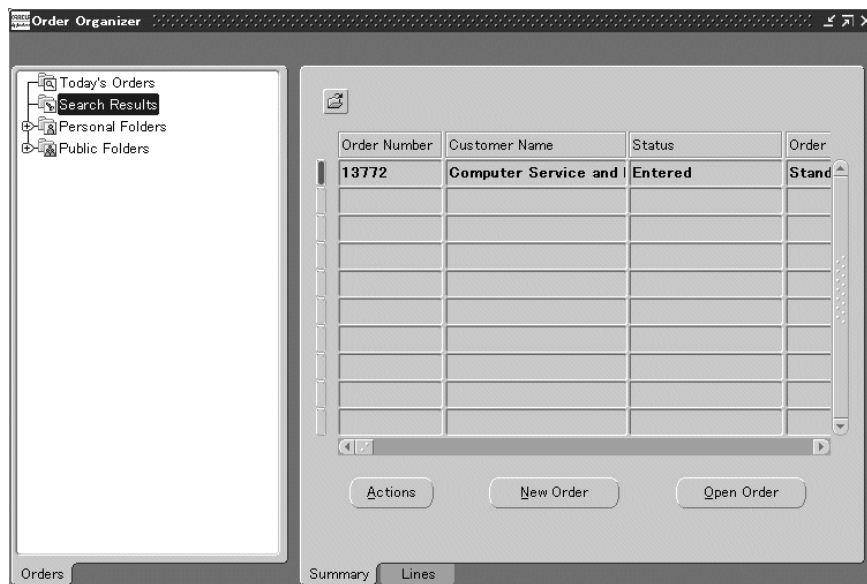 Order Organizer
Today's Orders
Search Results
Personal Folders
Public Folders
Order Number Customer Name Status Order
13772 Computer Service and Entered Stand
Actions New Order Open Order
Orders
Summary Lines